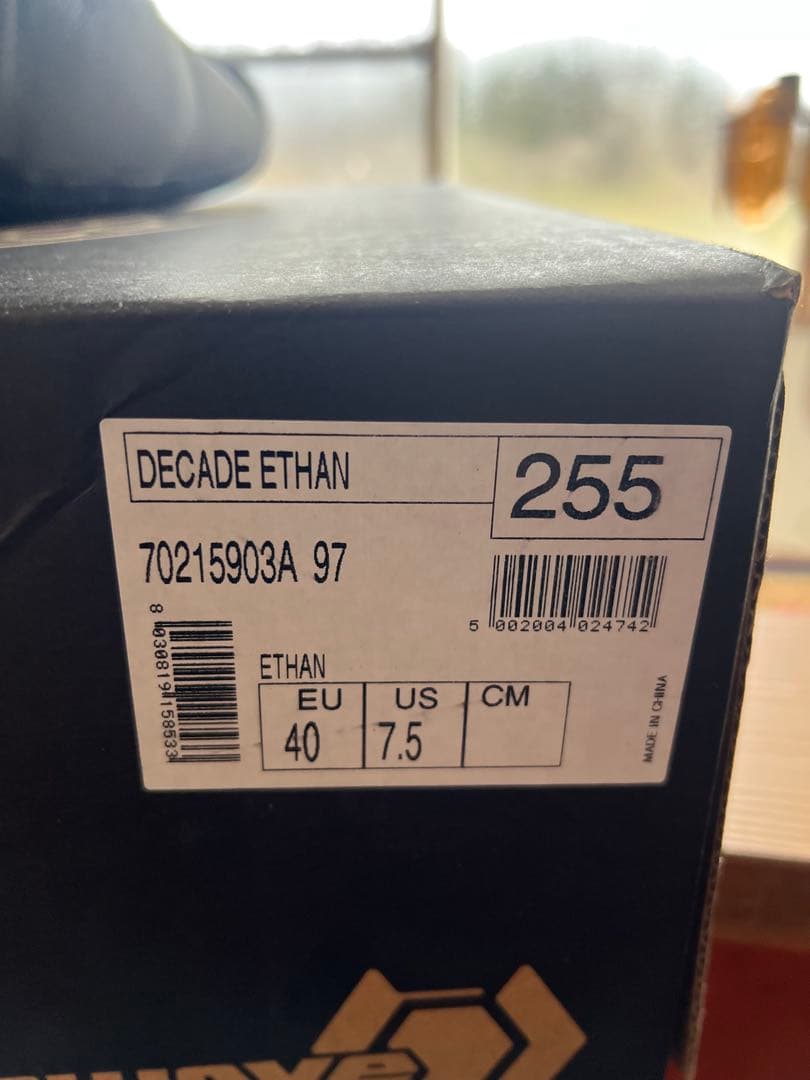 DECADE ETHAN
255
70215903A 97
5 002004 024742
8 030819 158533
ETHAN
EU US CM
40 7.5
MADE IN CHINA